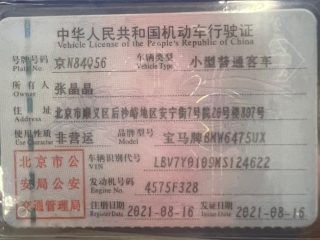 中华人民共和国机动车行驶证
Vehicle License of the People's Republic of China
号牌号码 京N84Q56 车辆类型 小型普通客车
Plate No. Vehicle Type
所有人 张晶晶
Owner
住址 北京市顺义区后沙峪地区安宁街7号院26号楼807号
Address
使用性质 非营运 品牌型号 宝马牌BMW6475UX
Use Character Model
北京市公安局公安交通管理局
车辆识别代号 LBV7Y0109MS124622
VIN
发动机号码 4575F328
Engine No.
注册日期 2021-08-16 发证日期 2021-08-16
Register Date Issue Date